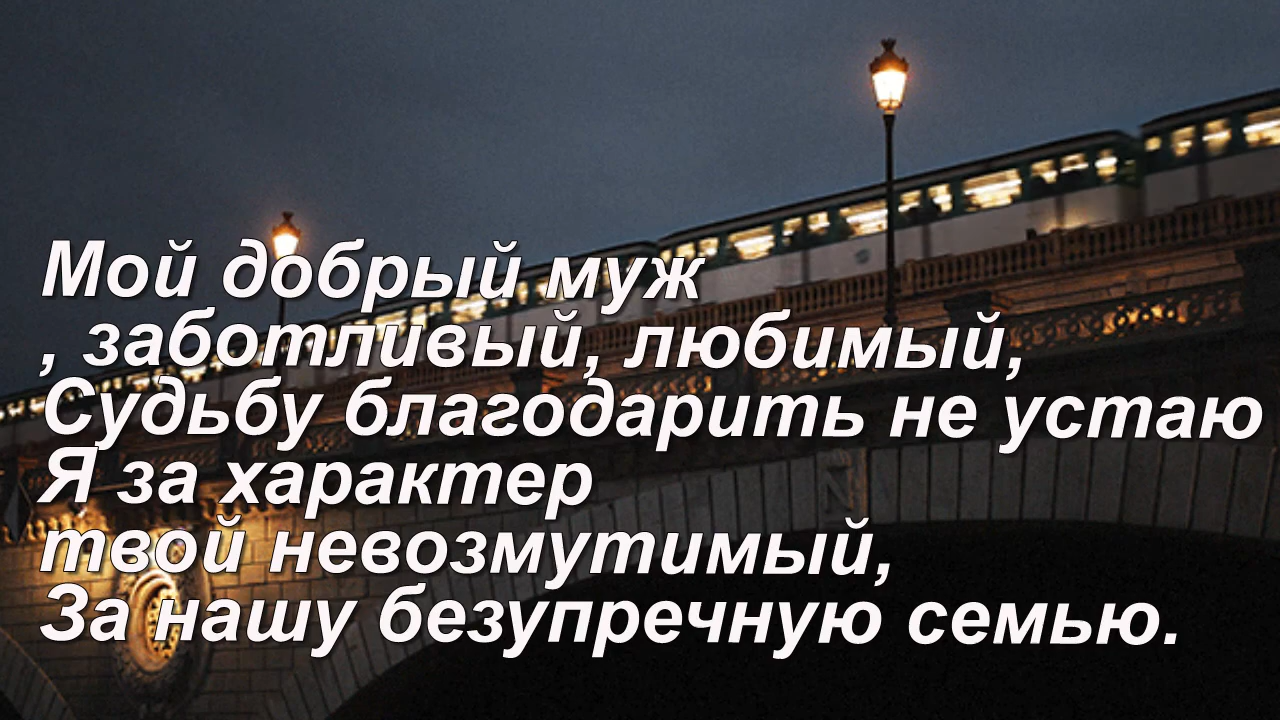 Мой добрый муж
, заботливый, любимый,
Судьбу благодарить не устаю
Я за характер
твой невозмутимый,
За нашу безупречную семью.